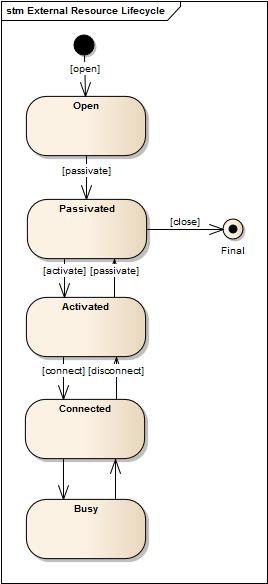 stm External Resource Lifecycle
[open]
Open
[passivate]
Passivated
[close]
Final
[activate] [passivate]
Activated
[connect] [disconnect]
Connected
Busy